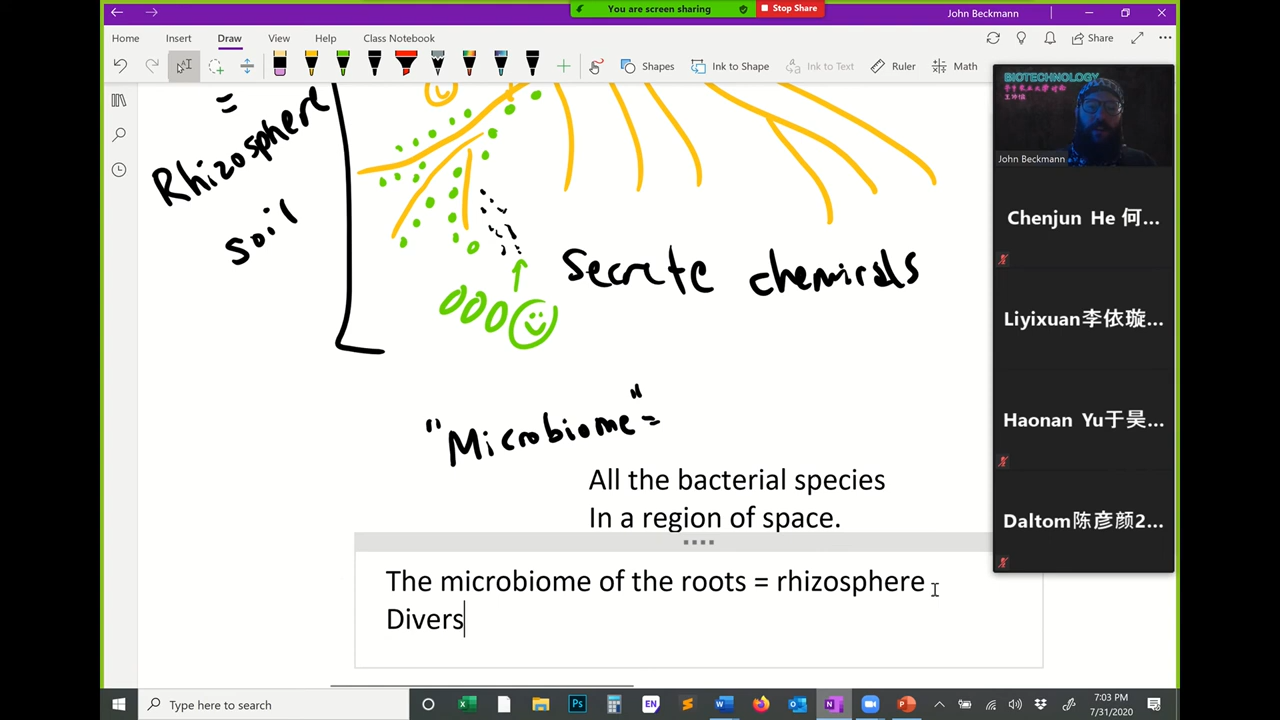 You are screen sharing
Stop Share
John Beckmann
Home Insert Draw View Help Class Notebook
Share
Shapes
Ink to Shape
Ink to Text
Ruler
Math
BIOTECHNOLOGY
John Beckmann
Chenjun He 何...
Liyixuan李依璇...
Haonan Yu于昊...
Daltom陈彦颜2...
=
Rhizosphere
soil
Secrete chemicals
"Microbiome"=
All the bacterial species
In a region of space.
The microbiome of the roots = rhizosphere
Divers
Type here to search
EN
7:03 PM
7/31/2020